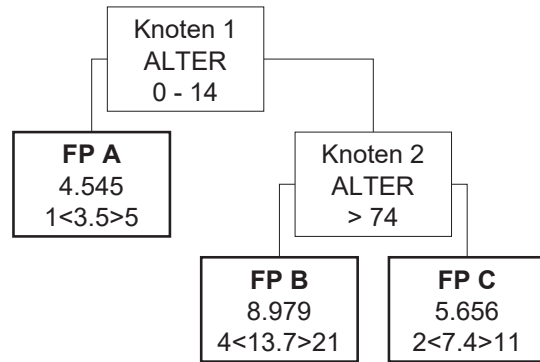 Knoten 1
ALTER
0 - 14
FP A
4.545
1<3.5>5
Knoten 2
ALTER
> 74
FP B
8.979
4<13.7>21
FP C
5.656
2<7.4>11